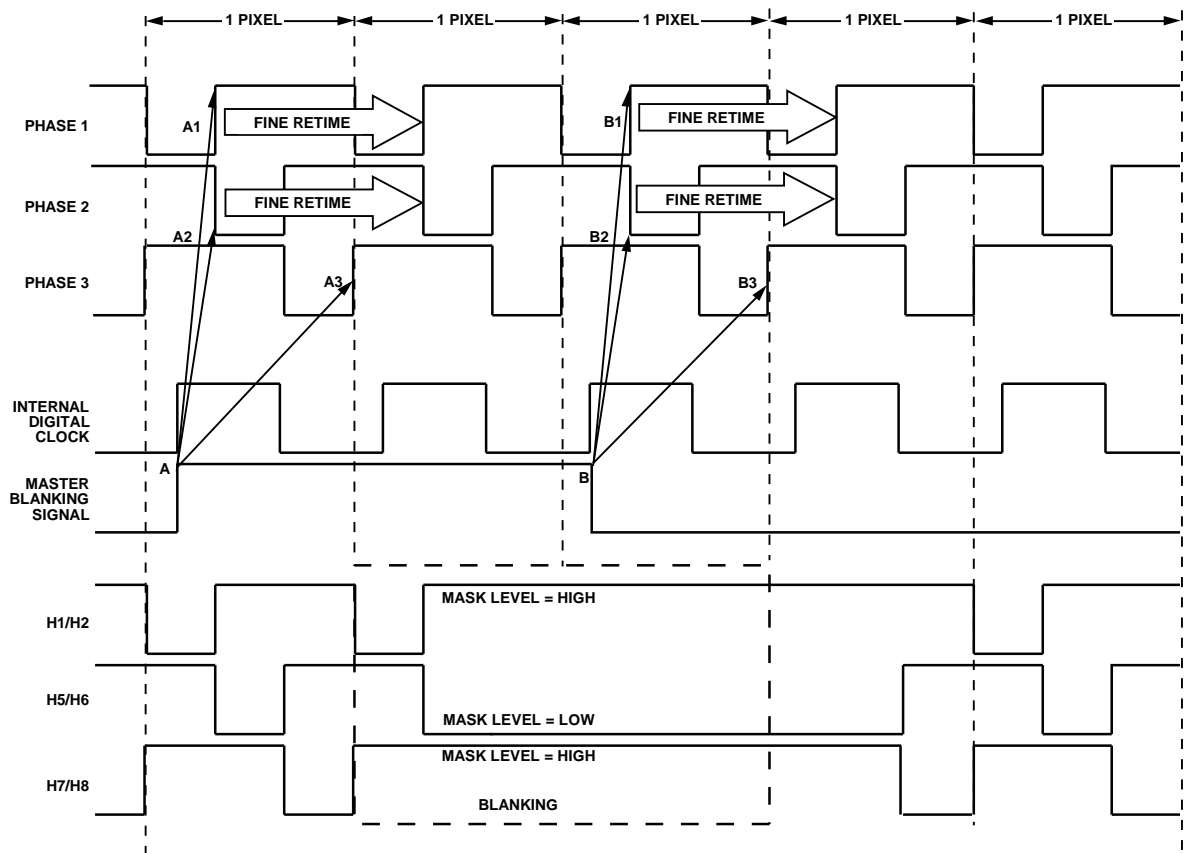 1 PIXEL 1 PIXEL 1 PIXEL 1 PIXEL 1 PIXEL
PHASE 1
A1
FINE RETIME
B1
FINE RETIME
PHASE 2
FINE RETIME
FINE RETIME
A2
B2
PHASE 3
A3
B3
INTERNAL
DIGITAL
CLOCK
A
B
MASTER
BLANKING
SIGNAL
H1/H2
MASK LEVEL = HIGH
H5/H6
MASK LEVEL = LOW
MASK LEVEL = HIGH
H7/H8
BLANKING